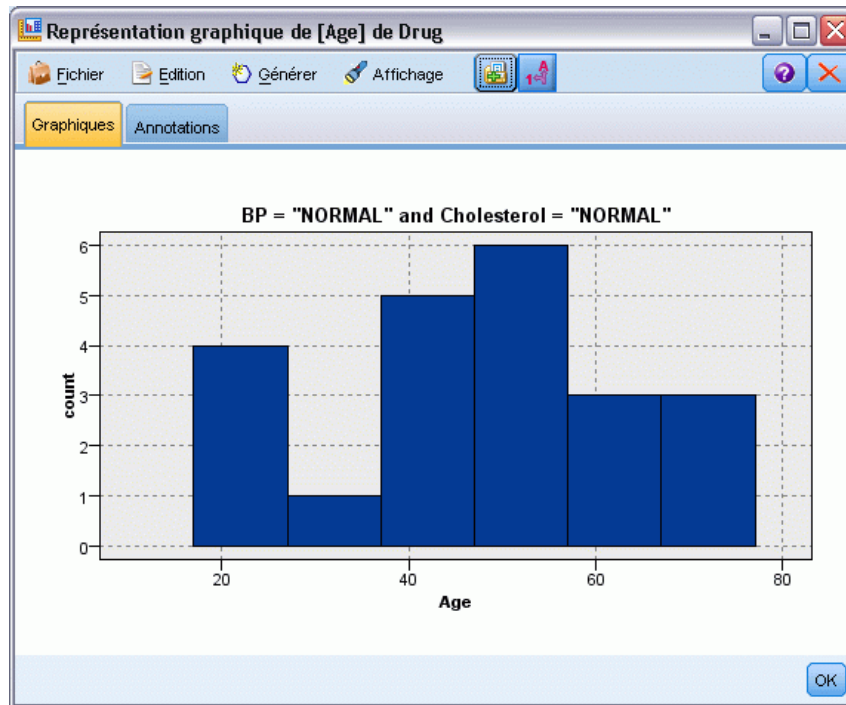 Représentation graphique de [Age] de Drug
Fichier Edition Générer Affichage
Graphiques Annotations
BP = "NORMAL" and Cholesterol = "NORMAL"
6
5
4
3
2
1
0
count
20 40 60 80
Age
OK